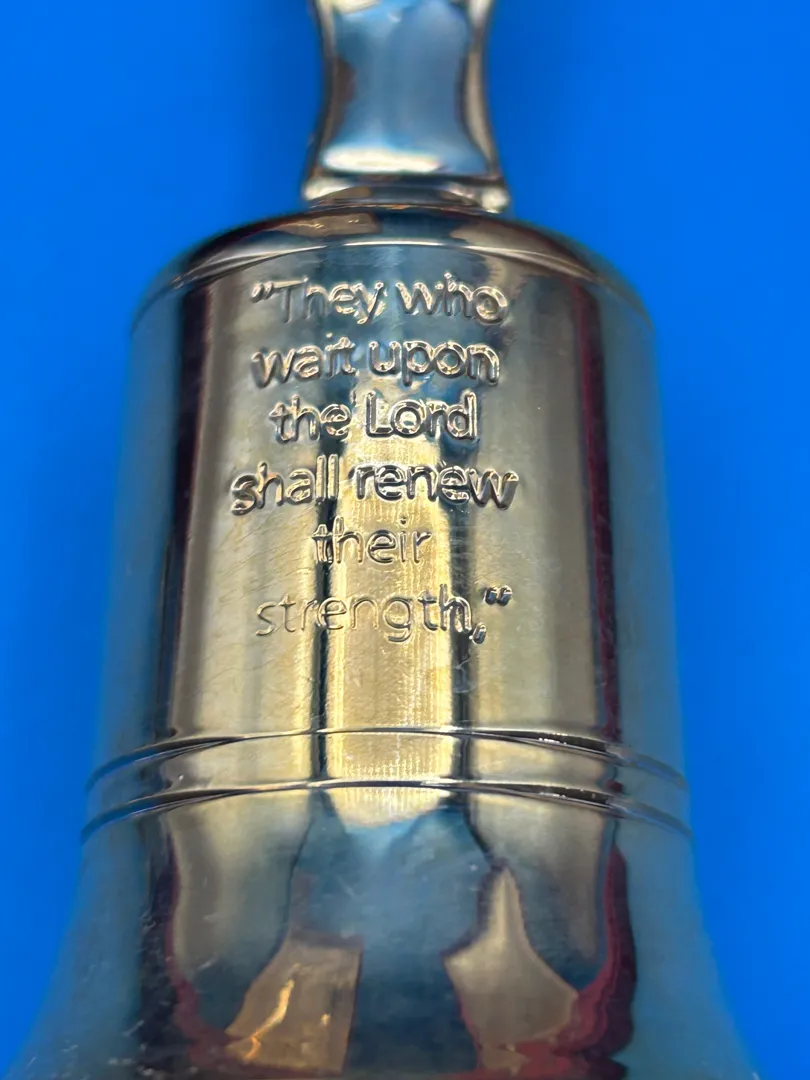 “They who
wait upon
the Lord
shall renew
their
strength,“